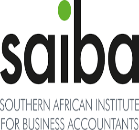 saiba
SOUTHERN AFRICAN INSTITUTE
FOR BUSINESS ACCOUNTANTS